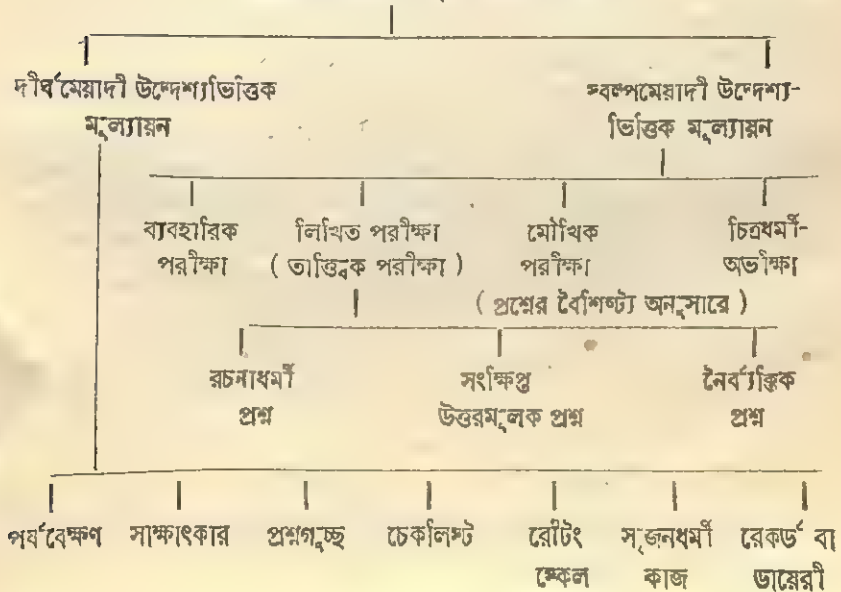 দীর্ঘমেয়াদী উদ্দেশ্যভিত্তিক
মূল্যায়ন
স্বল্পমেয়াদী উদ্দেশ্য-
ভিত্তিক মূল্যায়ন
ব্যবহারিক
পরীক্ষা
লিখিত পরীক্ষা
( তাত্ত্বিক পরীক্ষা )
মৌখিক
পরীক্ষা
চিত্রধর্মী-
অভীক্ষা
( প্রশ্নের বৈশিষ্ট্য অনুসারে )
রচনাধর্মী
প্রশ্ন
সংক্ষিপ্ত
উত্তরমূলক প্রশ্ন
নৈর্ব্যক্তিক
প্রশ্ন
পর্যবেক্ষণ
সাক্ষাৎকার
প্রশ্নগুচ্ছ
চেকলিস্ট
রেটিং
স্কেল
সৃজনধর্মী
কাজ
রেকর্ড বা
ডায়েরী